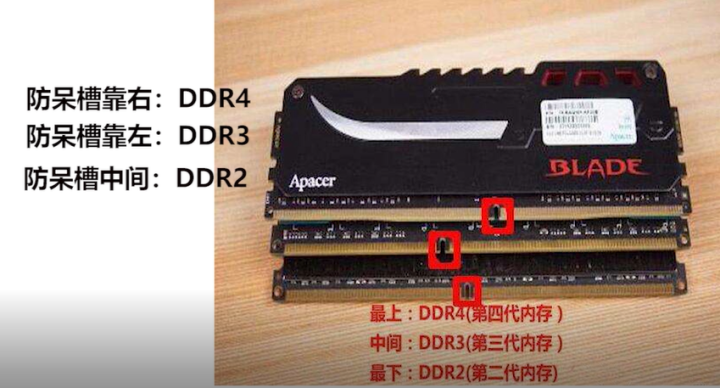 防呆槽靠右：DDR4
防呆槽靠左：DDR3
防呆槽中间：DDR2
Apacer
BLADE
Apacer
最上：DDR4(第四代内存）
中间：DDR3(第三代内存)
最下：DDR2(第二代内存)